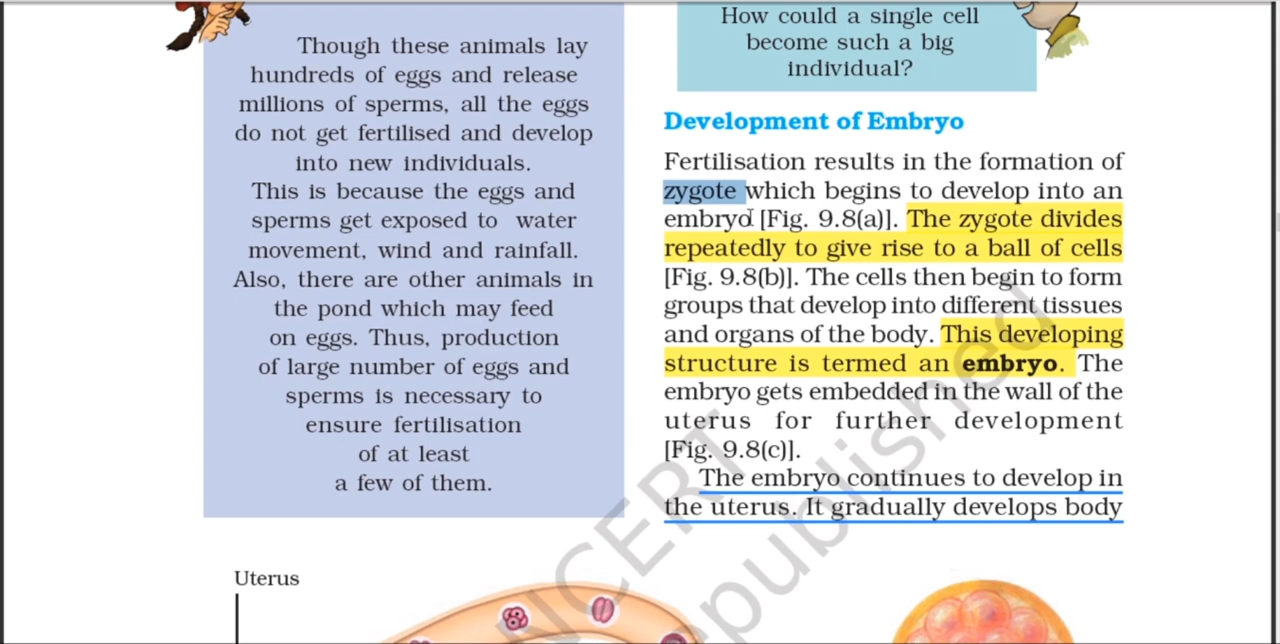 Though these animals lay
hundreds of eggs and release
millions of sperms, all the eggs
do not get fertilised and develop
into new individuals.
This is because the eggs and
sperms get exposed to water
movement, wind and rainfall.
Also, there are other animals in
the pond which may feed
on eggs. Thus, production
of large number of eggs and
sperms is necessary to
ensure fertilisation
of at least
a few of them.
How could a single cell
become such a big
individual?
Development of Embryo
Fertilisation results in the formation of
zygote which begins to develop into an
embryo [Fig. 9.8(a)]. The zygote divides
repeatedly to give rise to a ball of cells
[Fig. 9.8(b)]. The cells then begin to form
groups that develop into different tissues
and organs of the body. This developing
structure is termed an embryo. The
embryo gets embedded in the wall of the
uterus for further development
[Fig. 9.8(c)].
The embryo continues to develop in
the uterus. It gradually develops body
Uterus
NCERT
published